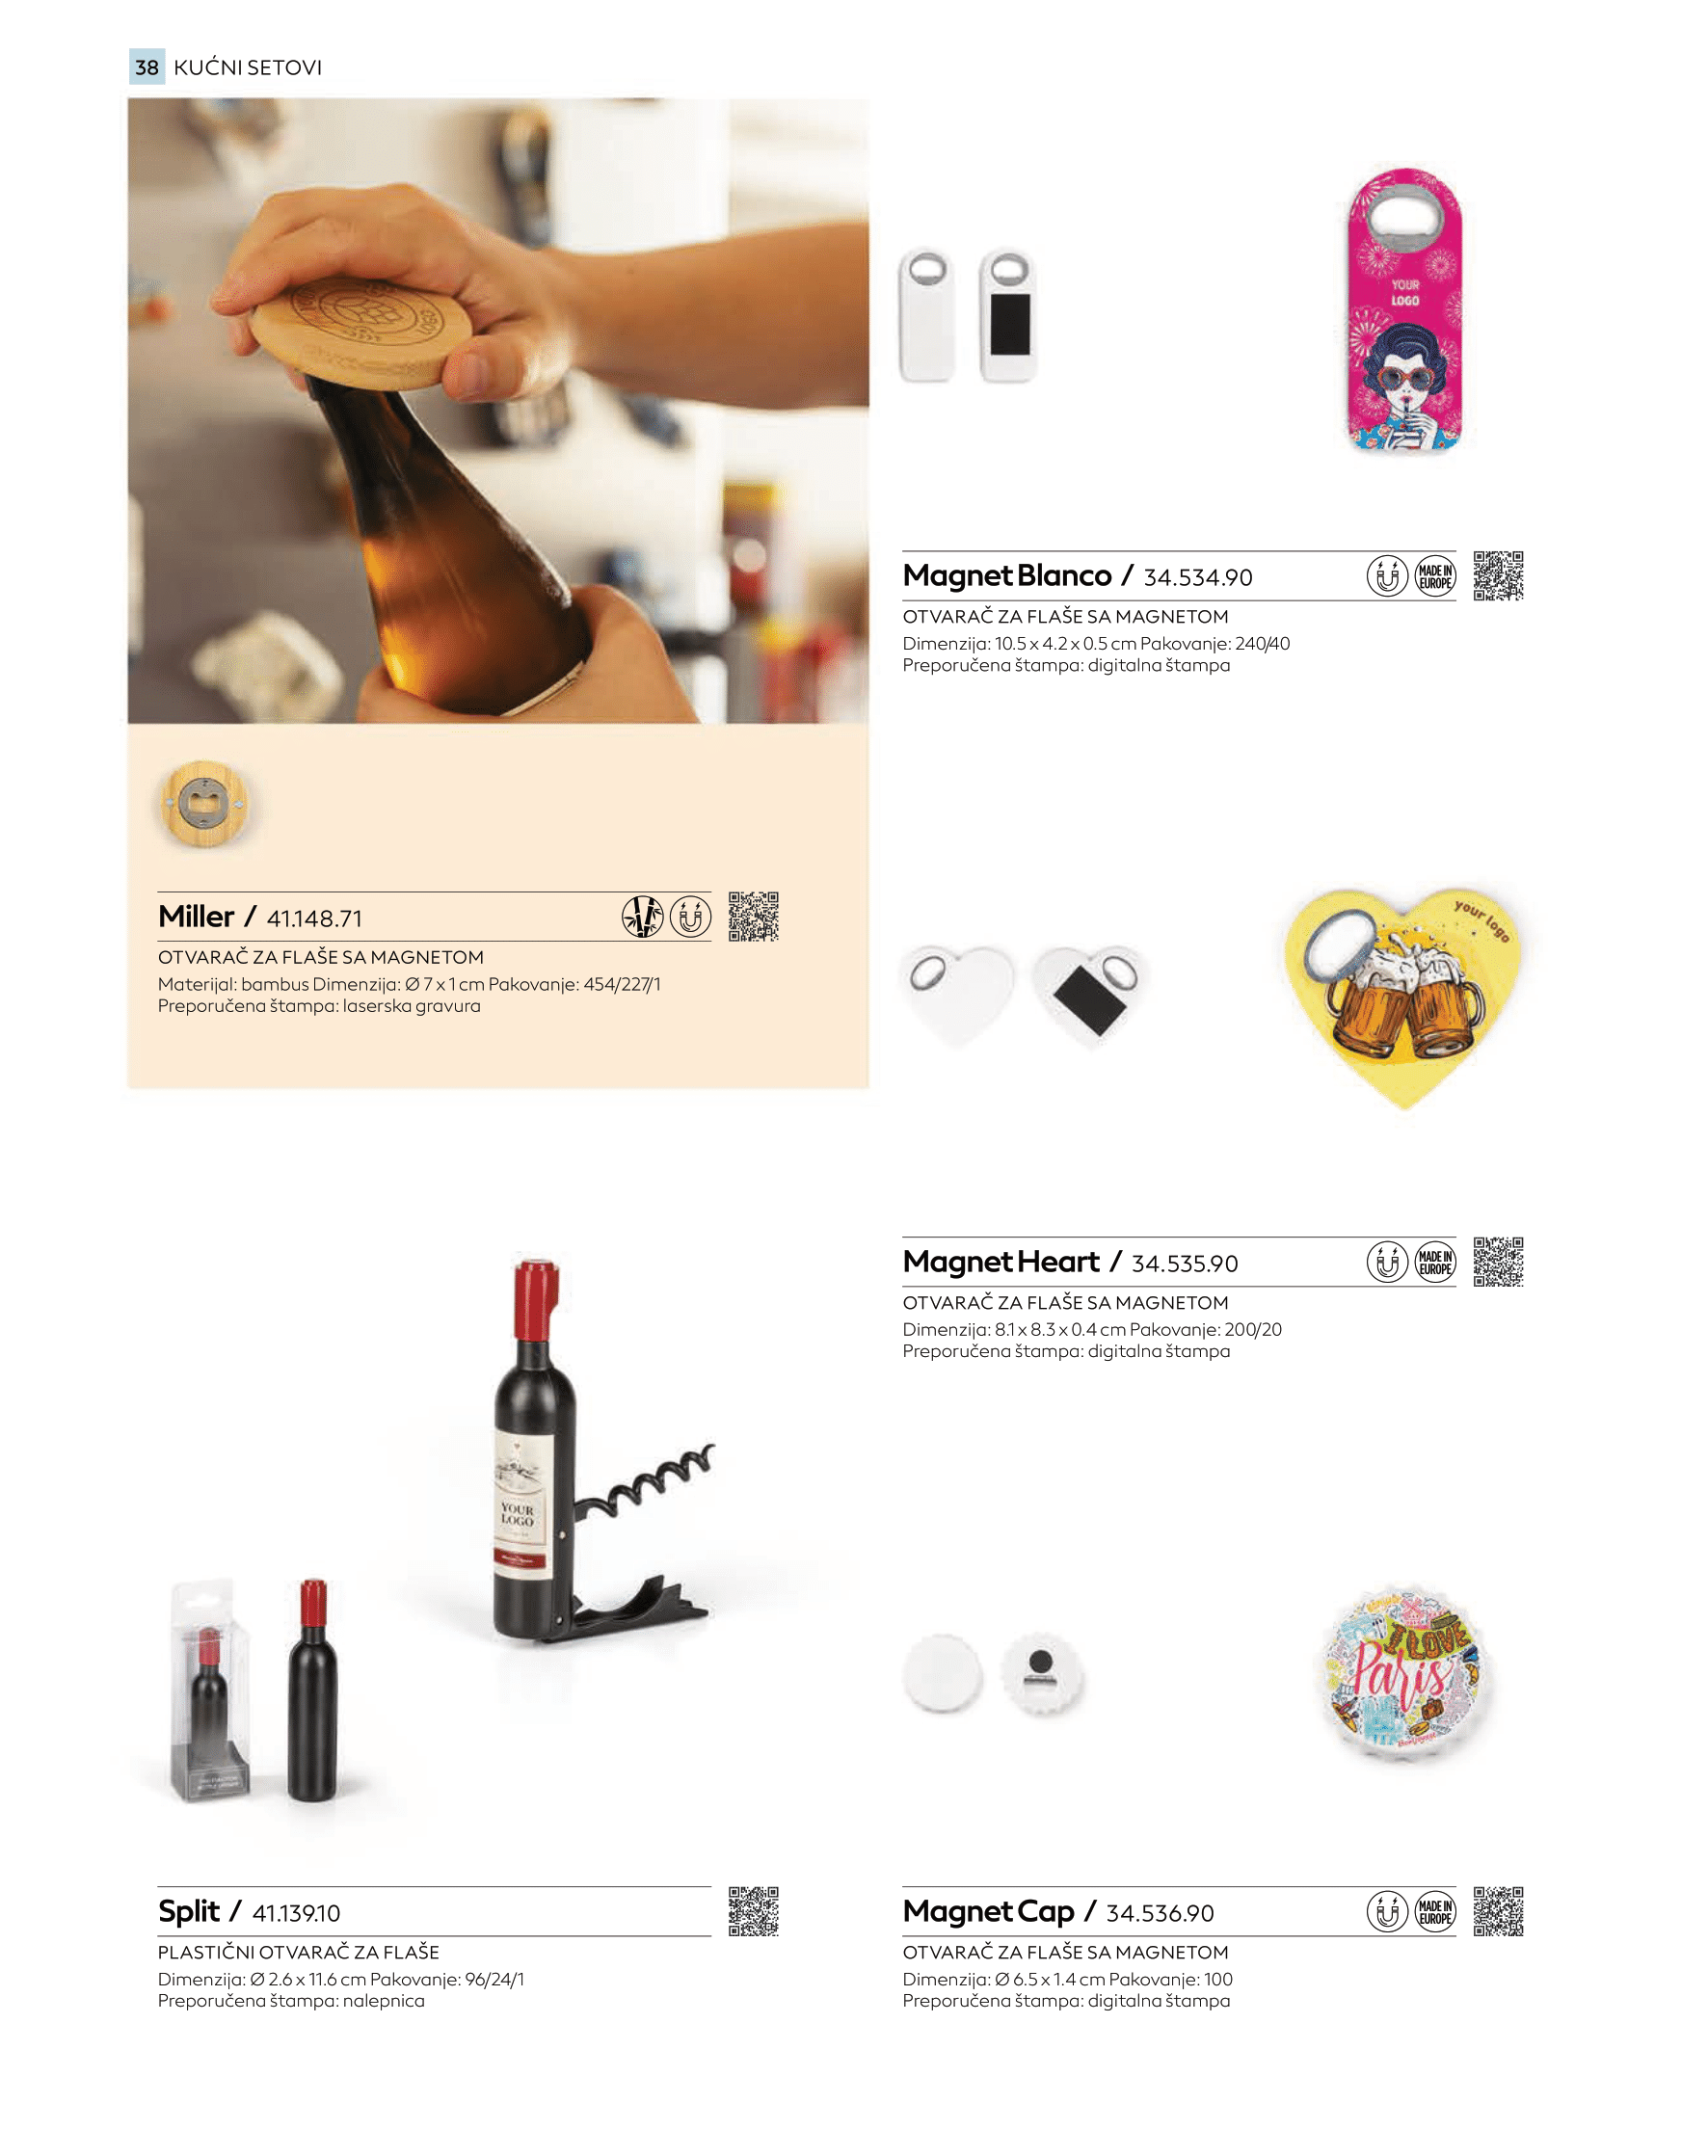 38 KUĆNI SETOVI
LOGO
YOUR
LOGO
Magnet Blanco / 34.534.90
MADE IN
EUROPE
OTVARAČ ZA FLAŠE SA MAGNETOM
Dimenzija: 10.5 x 4.2 x 0.5 cm Pakovanje: 240/40
Preporučena štampa: digitalna štampa
Miller / 41.148.71
OTVARAČ ZA FLAŠE SA MAGNETOM
Materijal: bambus Dimenzija: Ø 7 x 1 cm Pakovanje: 454/227/1
Preporučena štampa: laserska gravura
your logo
Magnet Heart / 34.535.90
MADE IN
EUROPE
OTVARAČ ZA FLAŠE SA MAGNETOM
Dimenzija: 8.1 x 8.3 x 0.4 cm Pakovanje: 200/20
Preporučena štampa: digitalna štampa
YOUR
LOGO
I LOVE
Paris
Split / 41.139.10
PLASTIČNI OTVARAČ ZA FLAŠE
Dimenzija: Ø 2.6 x 11.6 cm Pakovanje: 96/24/1
Preporučena štampa: nalepnica
Magnet Cap / 34.536.90
MADE IN
EUROPE
OTVARAČ ZA FLAŠE SA MAGNETOM
Dimenzija: Ø 6.5 x 1.4 cm Pakovanje: 100
Preporučena štampa: digitalna štampa